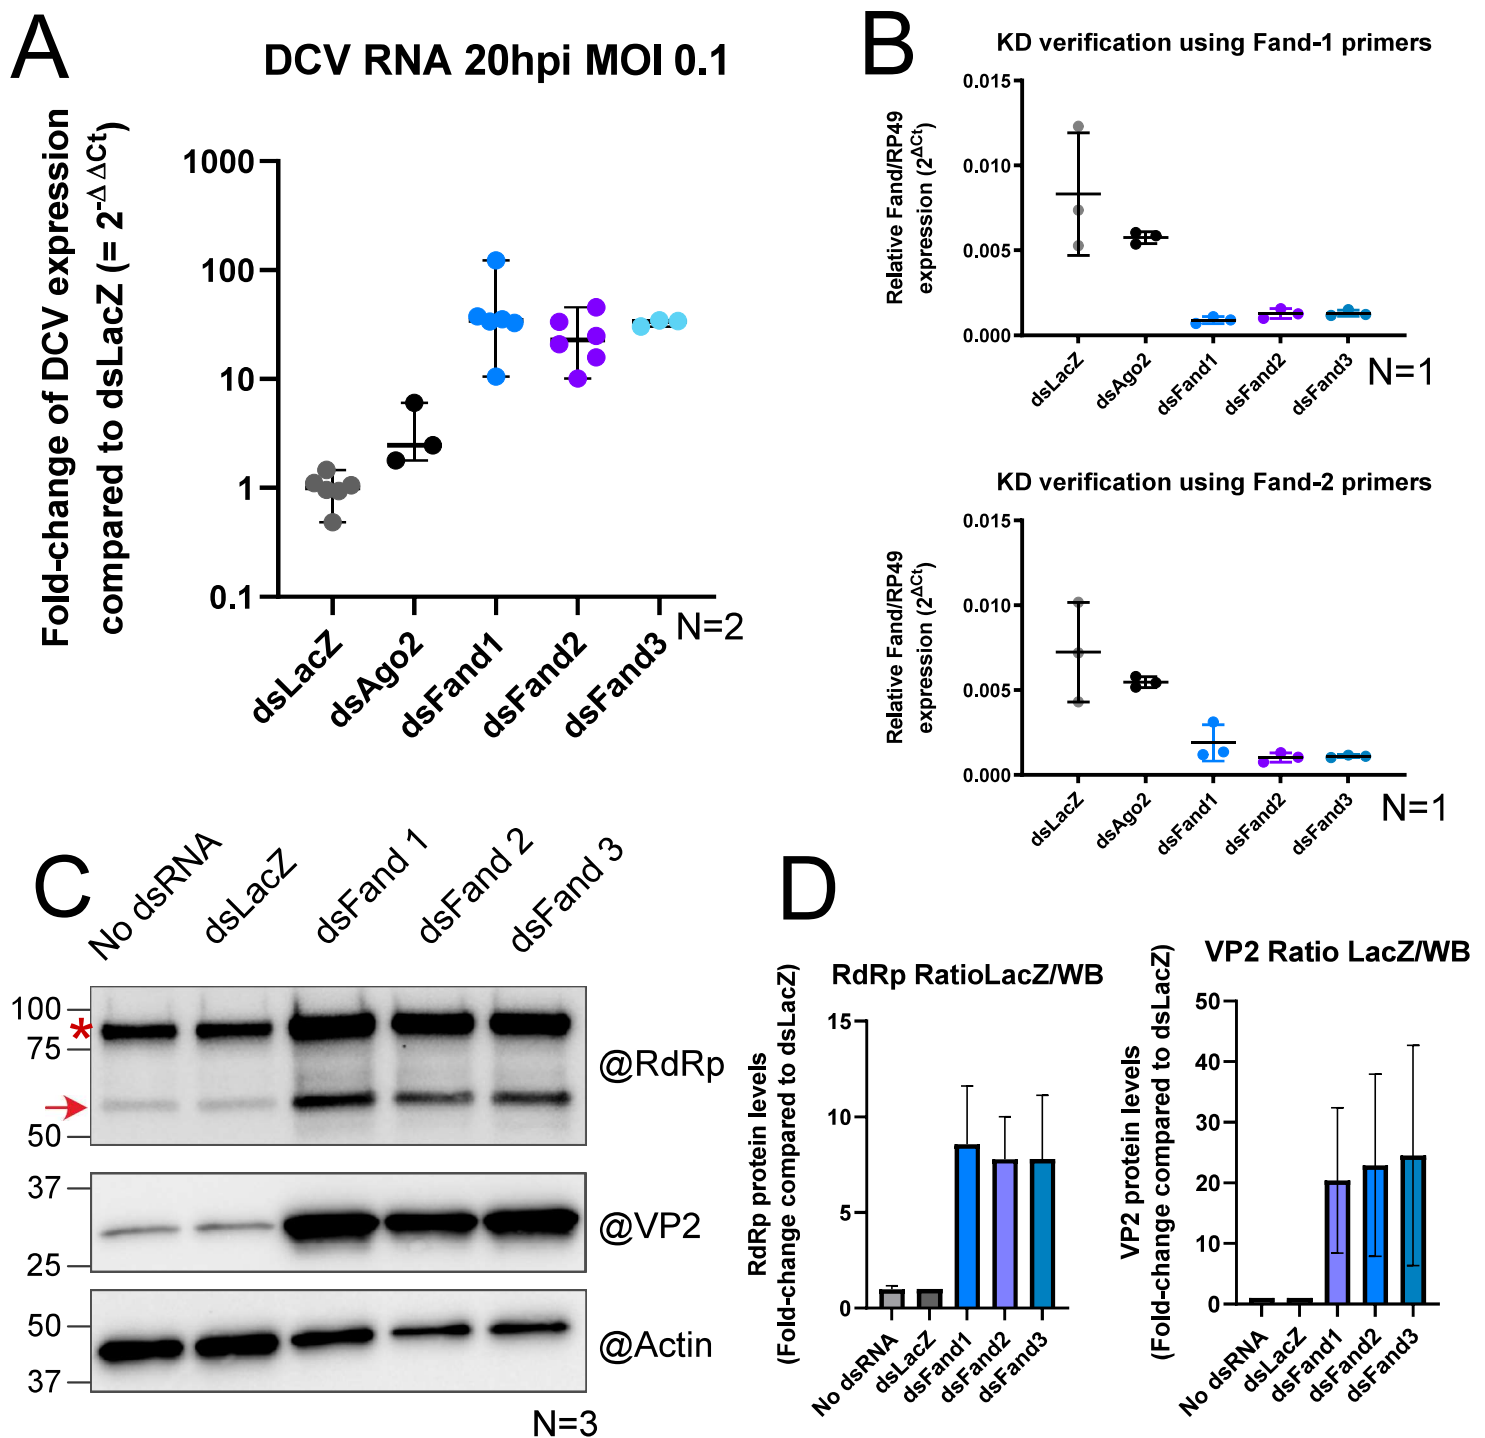 A
DCV RNA 20hpi MOI 0.1
Fold-change of DCV expression
compared to dsLacZ (= 2-Δ ΔCt)
1000
100
10
1
0.1
dsLacZ
dsAgo2
dsFand1
dsFand2
dsFand3
N=2
B
KD verification using Fand-1 primers
Relative Fand/RP49
expression (2ΔCt)
0.015
0.010
0.005
0.000
dsLacZ
dsAgo2
dsFand1
dsFand2
dsFand3
N=1
KD verification using Fand-2 primers
Relative Fand/RP49
expression (2ΔCt)
0.015
0.010
0.005
0.000
dsLacZ
dsAgo2
dsFand1
dsFand2
dsFand3
N=1
C
No dsRNA
dsLacZ
dsFand 1
dsFand 2
dsFand 3
100
*
75
50
@RdRp
37
25
@VP2
50
37
@Actin
N=3
D
RdRp RatioLacZ/WB
RdRp protein levels
(Fold-change compared to dsLacZ)
15
10
5
0
No dsRNA
dsLacZ
dsFand1
dsFand2
dsFand3
VP2 Ratio LacZ/WB
VP2 protein levels
(Fold-change compared to dsLacZ)
50
40
30
20
10
0
No dsRNA
dsLacZ
dsFand1
dsFand2
dsFand3